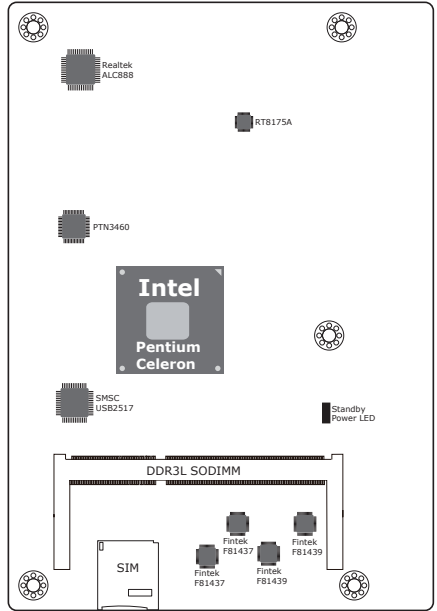 Realtek
ALC888
RT8175A
PTN3460
Intel
Pentium
Celeron
SMSC
USB2517
Standby
Power LED
DDR3L SODIMM
SIM
Fintek
F81437
Fintek
F81439
Fintek
F81437
Fintek
F81439